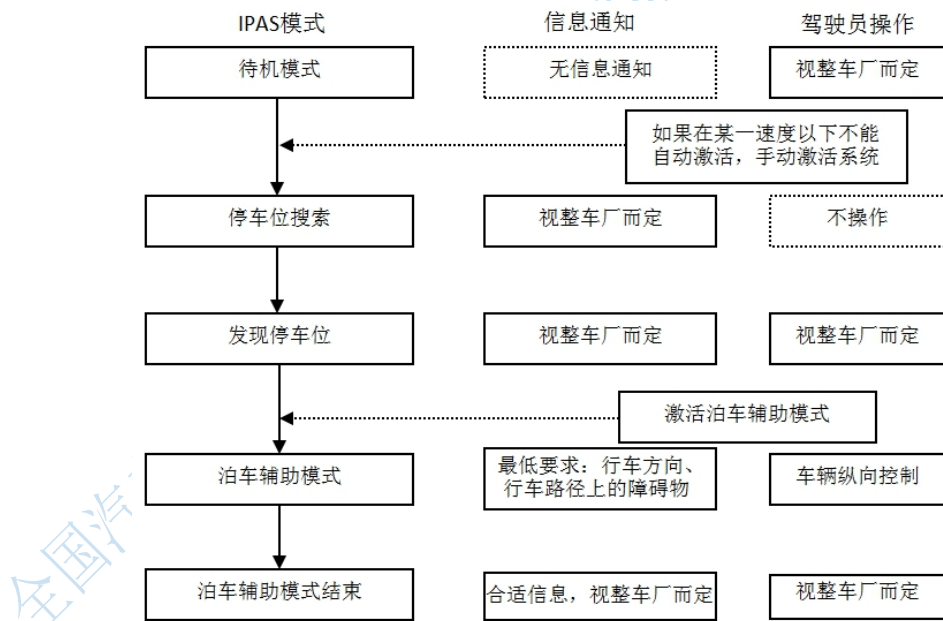 IPAS模式 信息通知 驾驶员操作
待机模式 无信息通知 视整车厂而定
如果在某一速度以下不能
自动激活，手动激活系统
停车位搜索 视整车厂而定 不操作
发现停车位 视整车厂而定 视整车厂而定
激活泊车辅助模式
泊车辅助模式 最低要求：行车方向、
行车路径上的障碍物 车辆纵向控制
泊车辅助模式结束 合适信息，视整车厂而定 视整车厂而定
全国汽